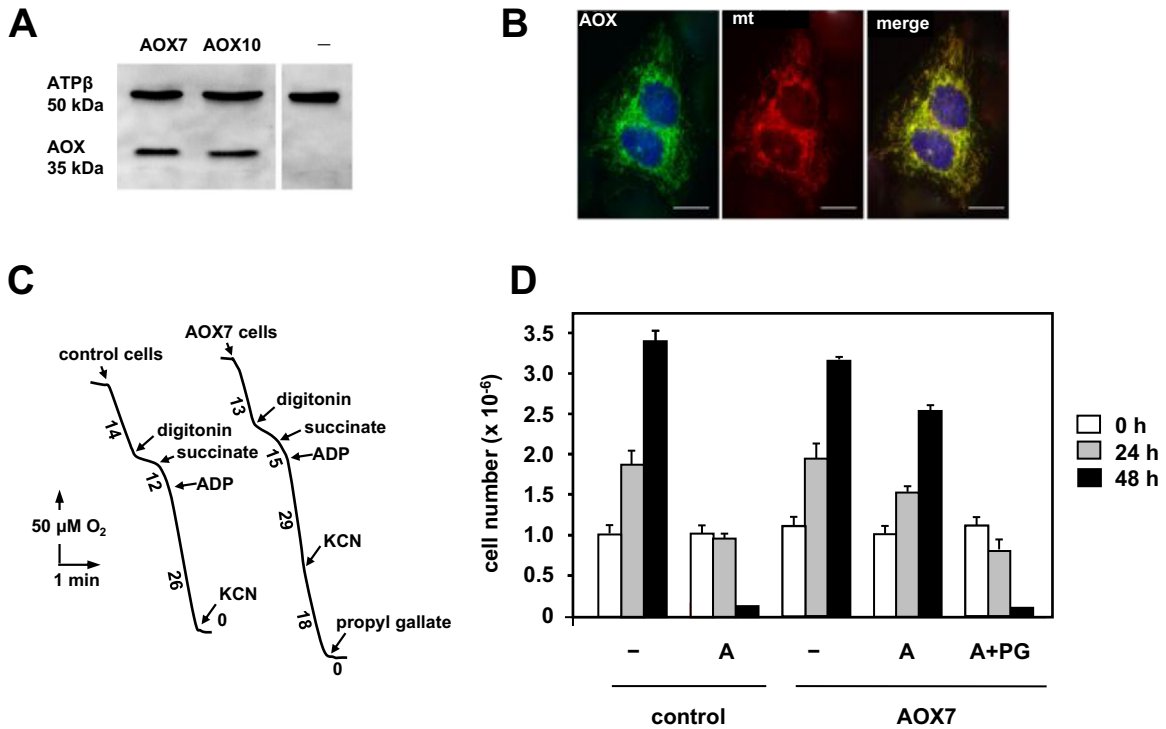 A
AOX7 AOX10 –
ATPβ
50 kDa
AOX
35 kDa
B
AOX
mt
merge
C
control cells
14
digitonin
succinate
12
ADP
26
KCN
0
50 µM O₂
1 min
AOX7 cells
13
digitonin
succinate
15
ADP
29
KCN
18
propyl gallate
0
D
cell number (x 10⁻⁶)
3.5
3.0
2.5
2.0
1.0
1.0
0.5
0
– A – A A+PG
control AOX7
0 h
24 h
48 h